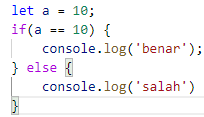 let a = 10;
if(a == 10) {
    console.log('benar');
} else {
    console.log('salah')
}